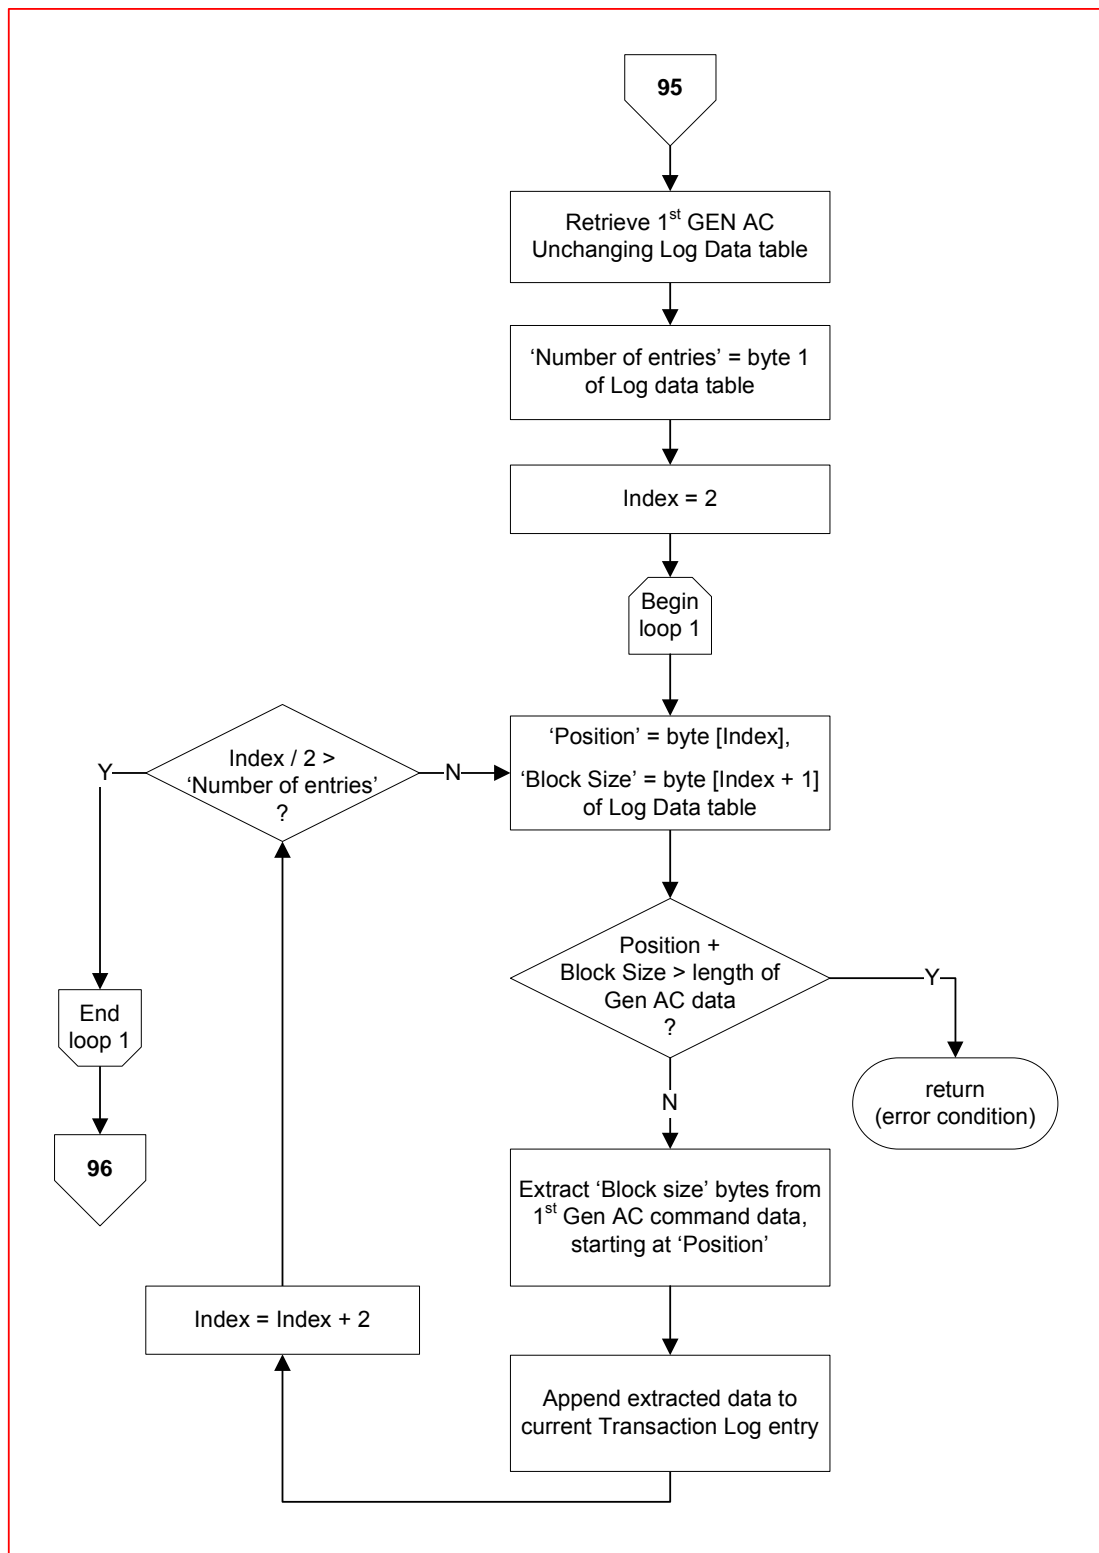 95
Retrieve 1st GEN AC
Unchanging Log Data table
‘Number of entries’ = byte 1
of Log data table
Index = 2
Begin
loop 1
‘Position’ = byte [Index],
‘Block Size’ = byte [Index + 1]
of Log Data table
Index / 2 >
‘Number of entries’
?
Y
N
Position +
Block Size > length of
Gen AC data
?
Y
N
return
(error condition)
End
loop 1
96
Extract ‘Block size’ bytes from
1st Gen AC command data,
starting at ‘Position’
Index = Index + 2
Append extracted data to
current Transaction Log entry